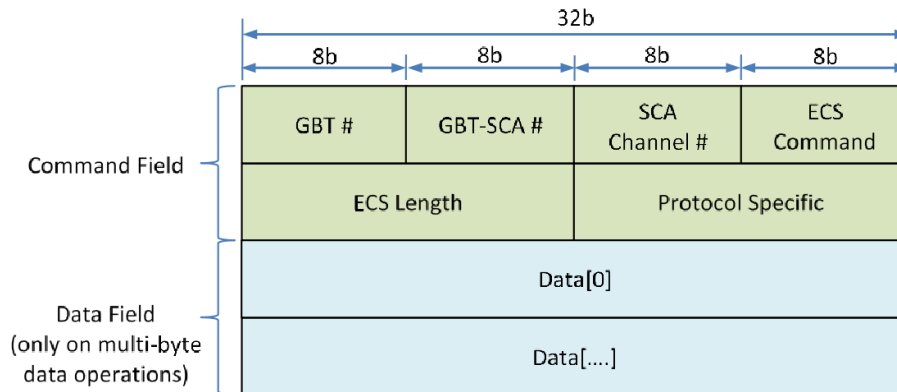 32b
8b 8b 8b 8b
Command Field
GBT # GBT-SCA # SCA Channel # ECS Command
ECS Length Protocol Specific
Data Field
(only on multi-byte
data operations)
Data[0]
Data[....]